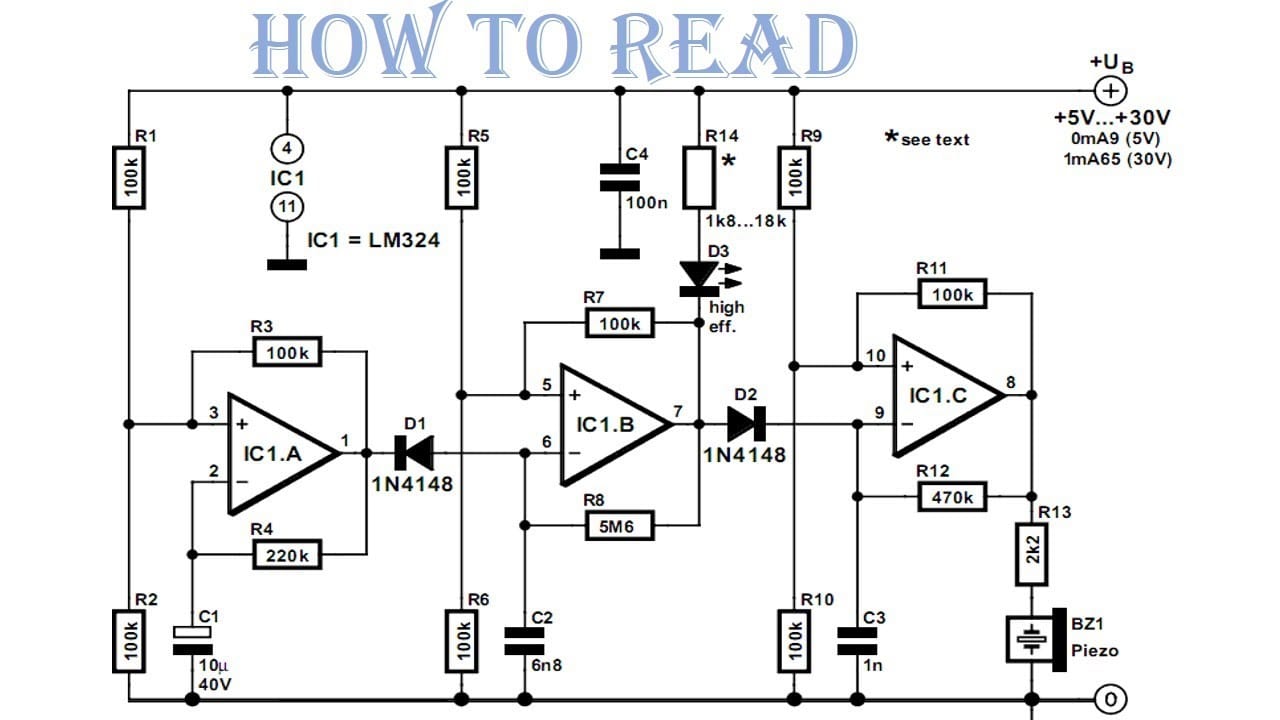 HOW TO READ
+UB
+5V...+30V
0mA9 (5V)
1mA65 (30V)
*see text
R1
100k
4
IC1
11
IC1 = LM324
R5
100k
C4
100n
R14
*
1k8...18k
R9
100k
D3
high
eff.
R11
100k
R7
100k
R3
100k
3
+
IC1.A
1
2
−
D1
1N4148
R4
220k
5
+
IC1.B
7
6
−
D2
1N4148
R8
5M6
10
+
IC1.C
8
9
−
R12
470k
R13
2k2
R2
100k
C1
10µ
40V
R6
100k
C2
6n8
R10
100k
C3
1n
BZ1
Piezo
+
0